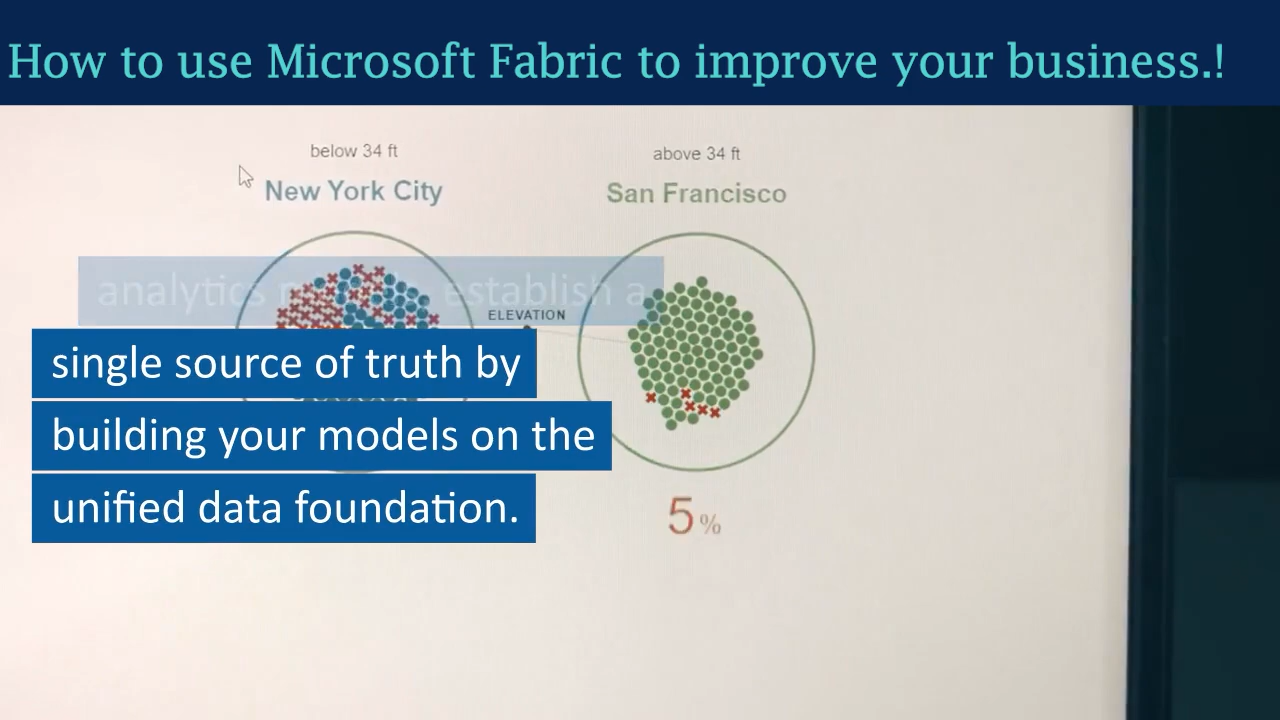 How to use Microsoft Fabric to improve your business.!
below 34 ft
above 34 ft
New York City
San Francisco
analytics establish a
ELEVATION
single source of truth by
building your models on the
unified data foundation.
5 %